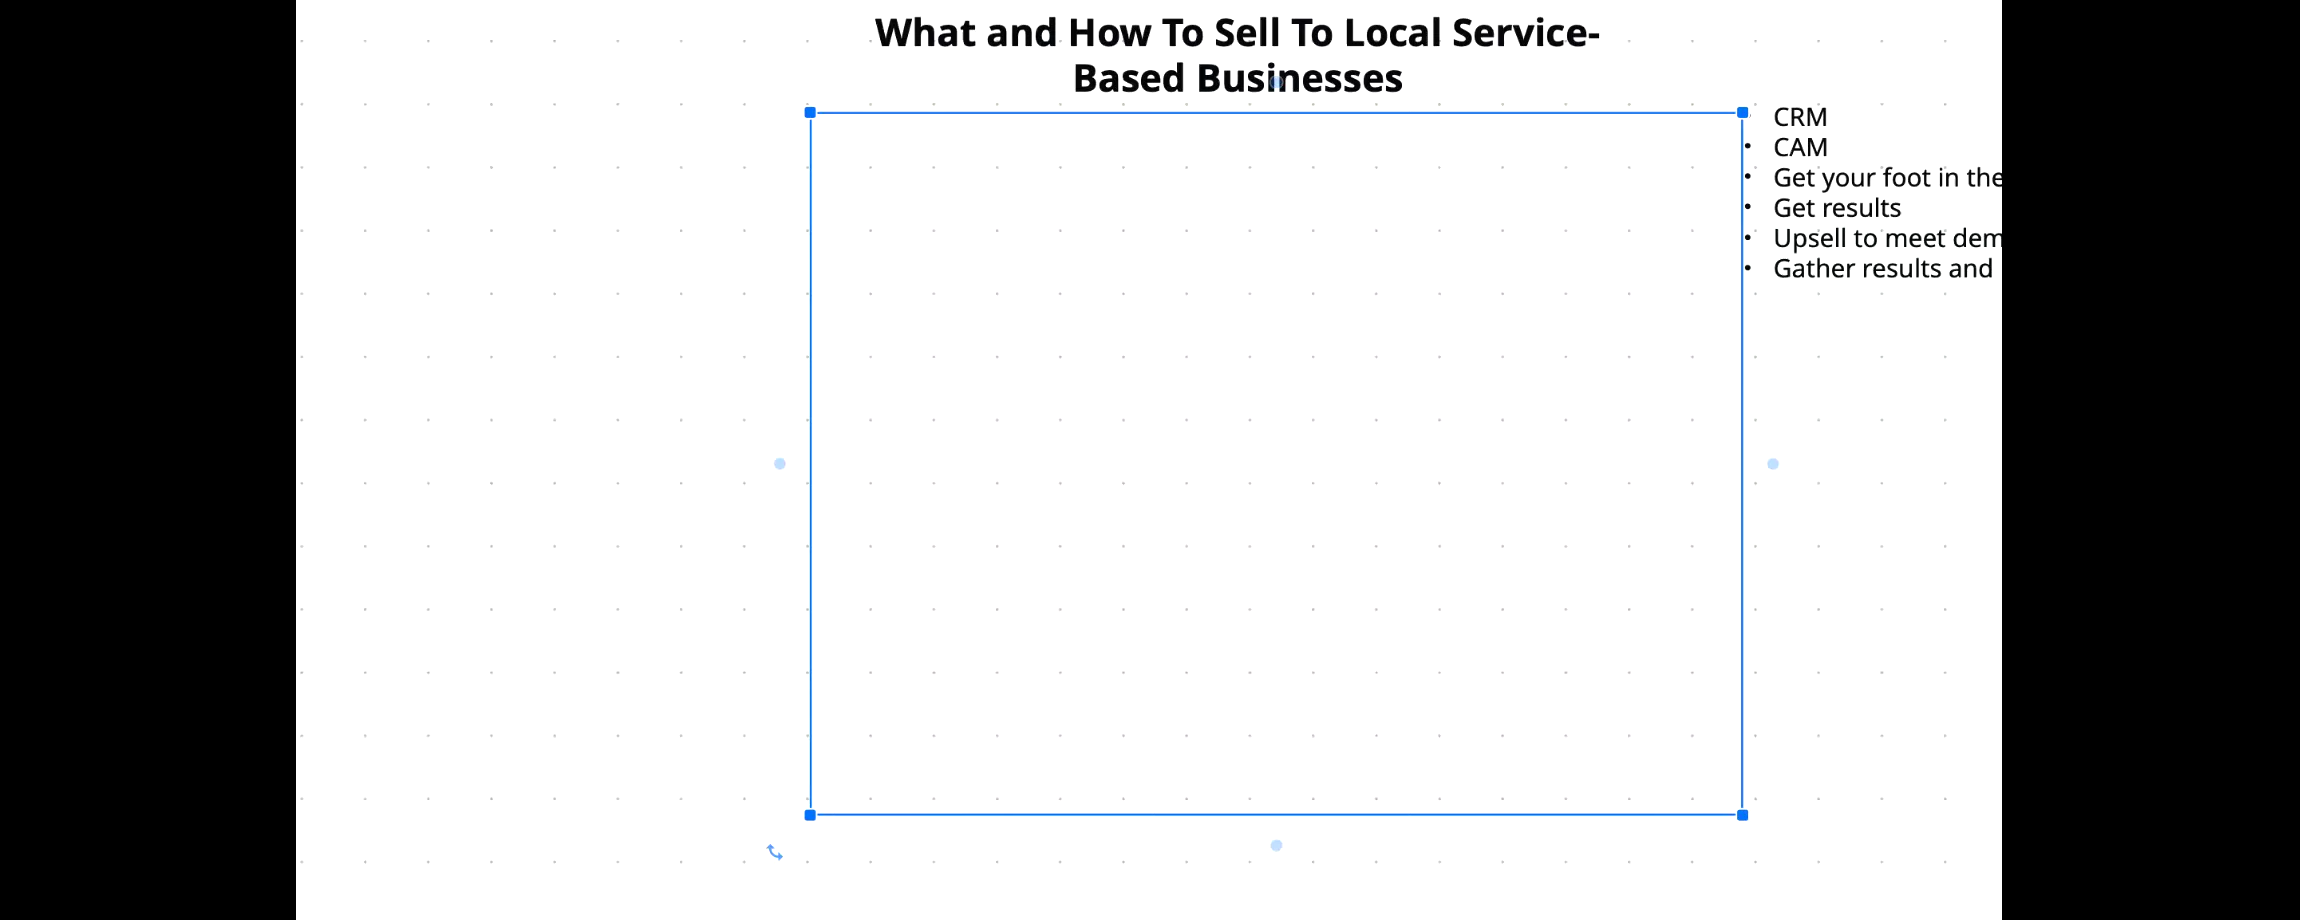 What and How To Sell To Local Service-
Based Businesses
CRM
• CAM
• Get your foot in the
• Get results
• Upsell to meet
• Gather results and